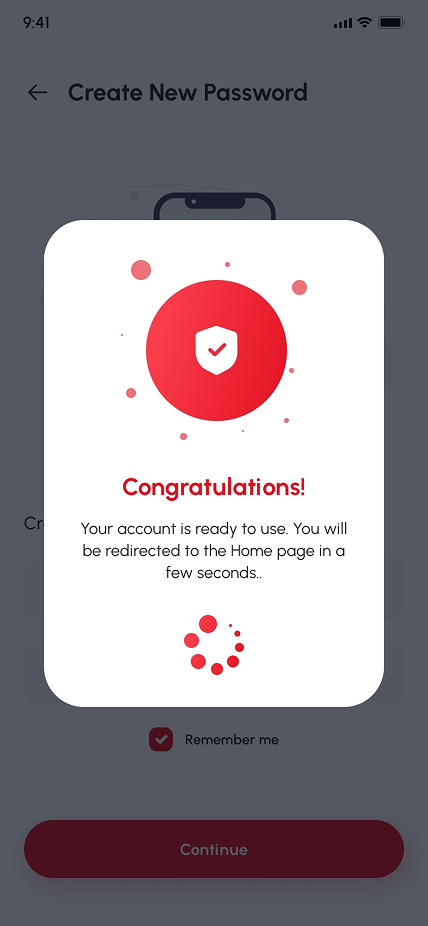 9:41
Create New Password
Congratulations!
Your account is ready to use. You will
be redirected to the Home page in a
few seconds..
Remember me
Continue